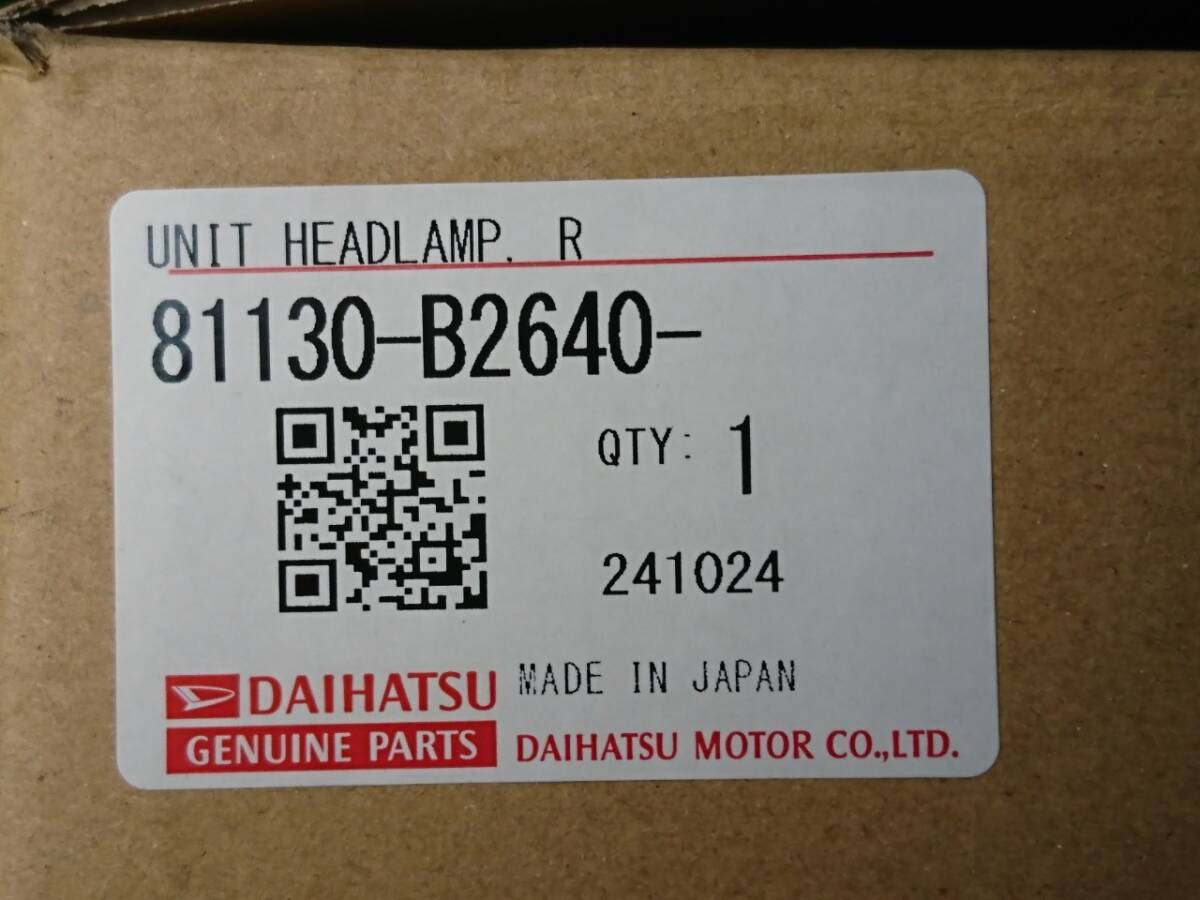 UNIT HEADLAMP, R
81130-B2640-
QTY: 1
241024
DAIHATSU MADE IN JAPAN
GENUINE PARTS DAIHATSU MOTOR CO.,LTD.